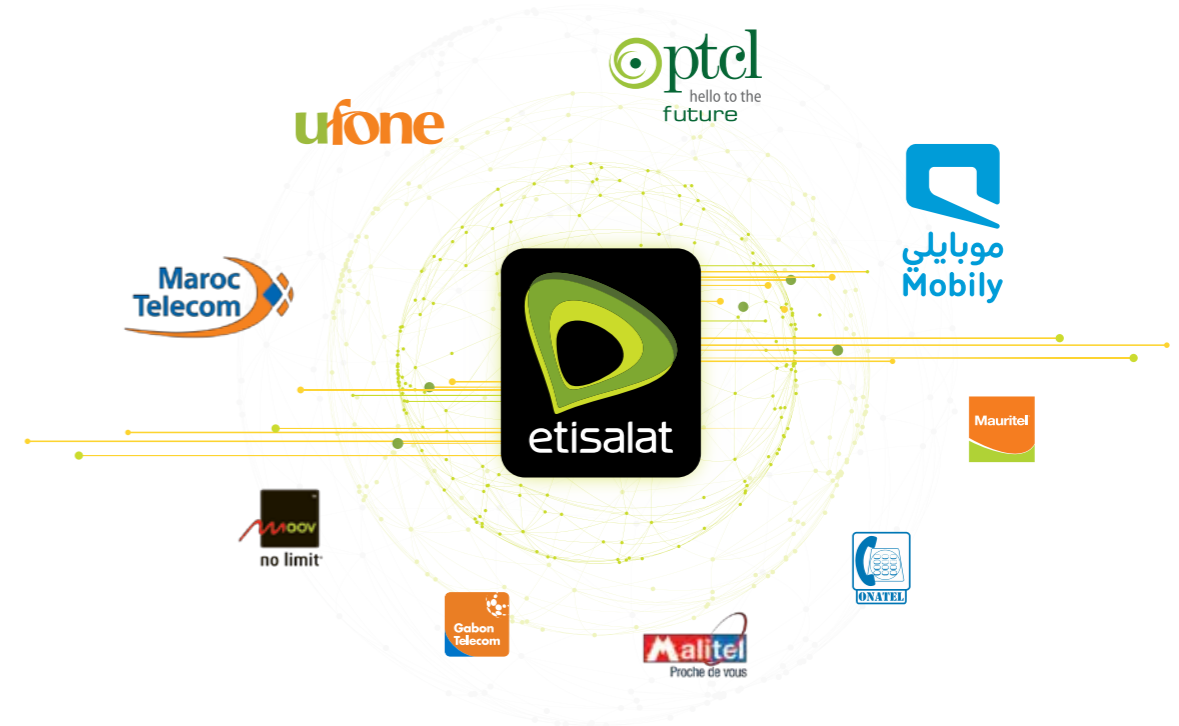 ptcl
hello to the
future
ufone
موبايلي
Mobily
Maroc
Telecom
etisalat
Mauritel
moov
no limit
ONATEL
Gabon
Telecom
Malitel
Proche de vous